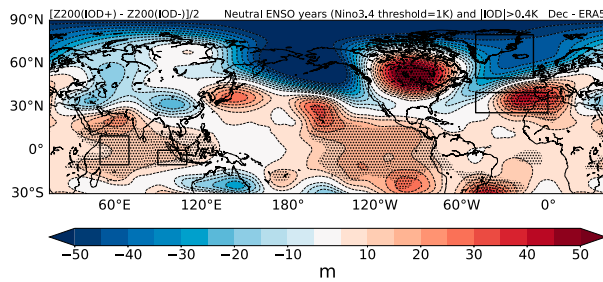 [Z200(IOD+) - Z200(IOD-)]/2 Neutral ENSO years (Nino3.4 threshold=1K) and |IOD|>0.4K Dec - ERA5
90°N
60°N
30°N
0°
30°S
60°E 120°E 180° 120°W 60°W 0°
−50 −40 −30 −20 −10 10 20 30 40 50
m